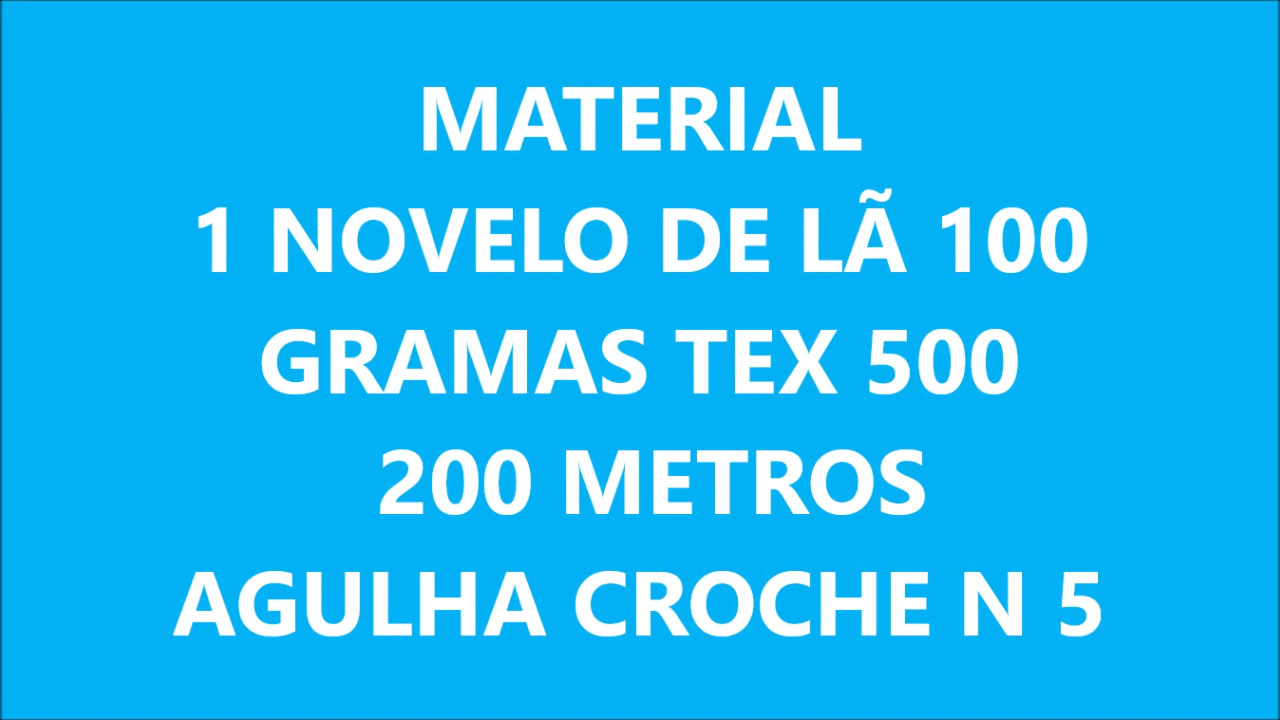 MATERIAL
1 NOVELO DE LÃ 100
GRAMAS TEX 500
200 METROS
AGULHA CROCHE N 5